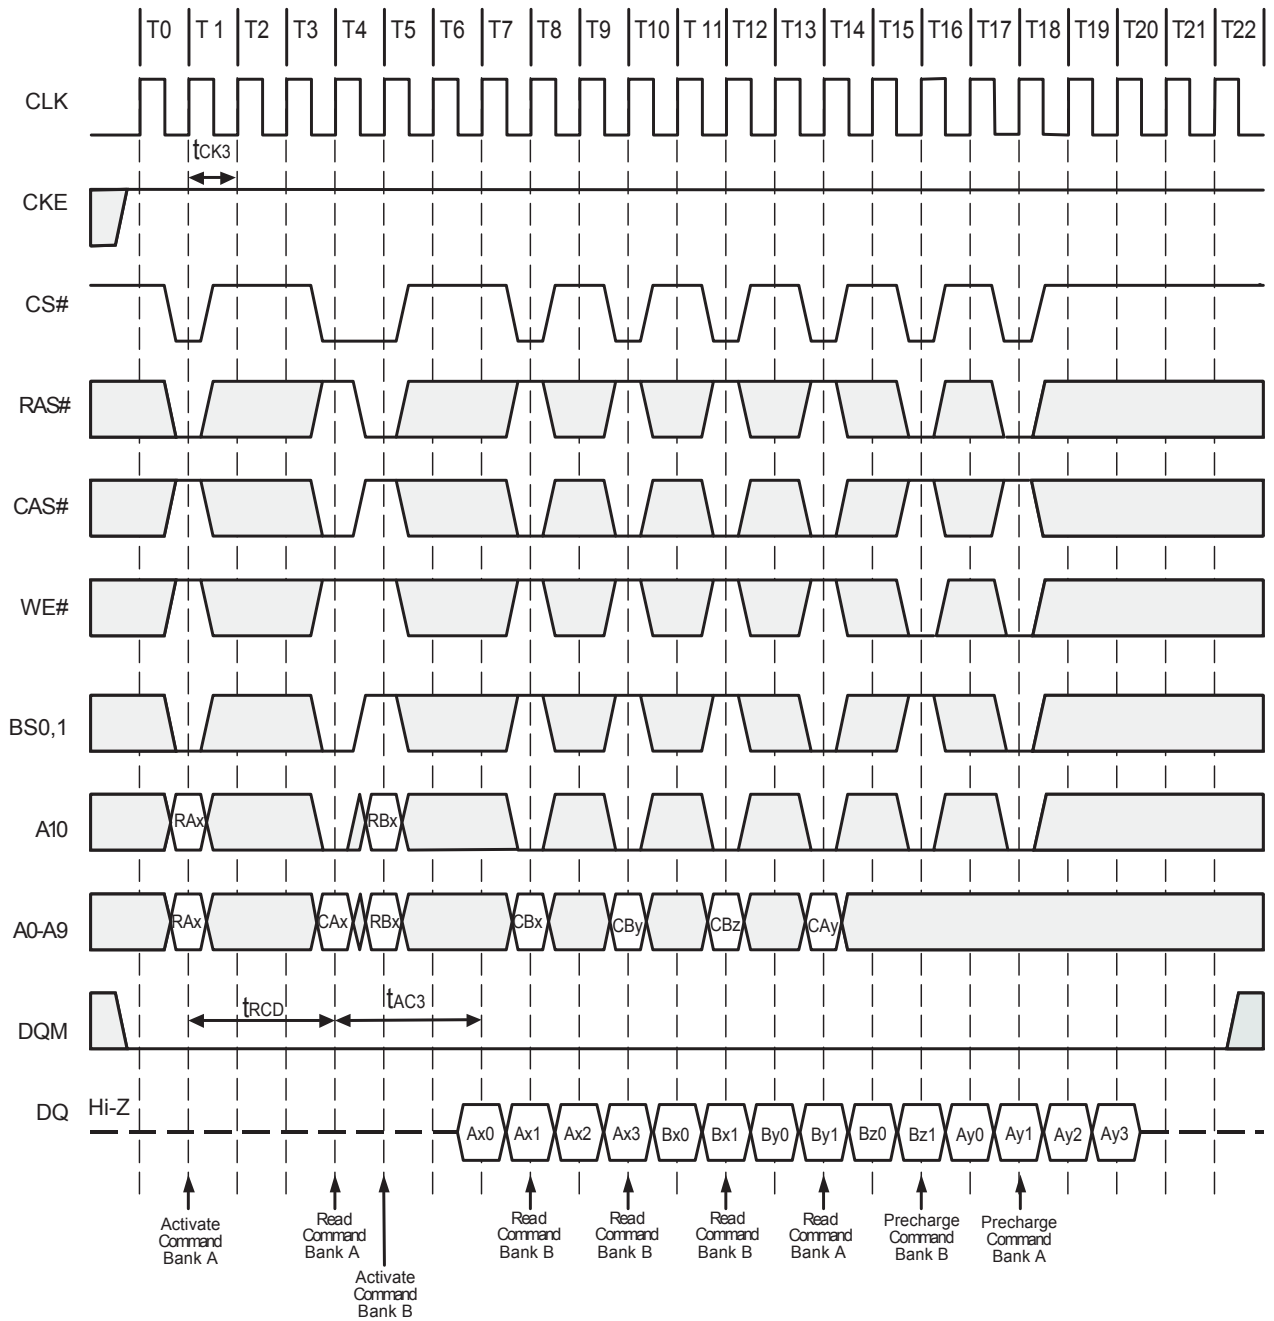 T0 T 1 T2 T3 T4 T5 T6 T7 T8 T9 T10 T 11 T12 T13 T14 T15 T16 T17 T18 T19 T20 T21 T22
CLK
tCK3
CKE
CS#
RAS#
CAS#
WE#
BS0,1
A10 RAx RBx
A0-A9 RAx CAx RBx CBx CBy CBz CAy
DQM tRCD tAC3
DQ Hi-Z Ax0 Ax1 Ax2 Ax3 Bx0 Bx1 By0 By1 Bz0 Bz1 Ay0 Ay1 Ay2 Ay3
Activate
Command
Bank A
Read
Command
Bank A
Activate
Command
Bank B
Read
Command
Bank B
Read
Command
Bank B
Read
Command
Bank B
Read
Command
Bank A
Precharge
Command
Bank B
Precharge
Command
Bank A